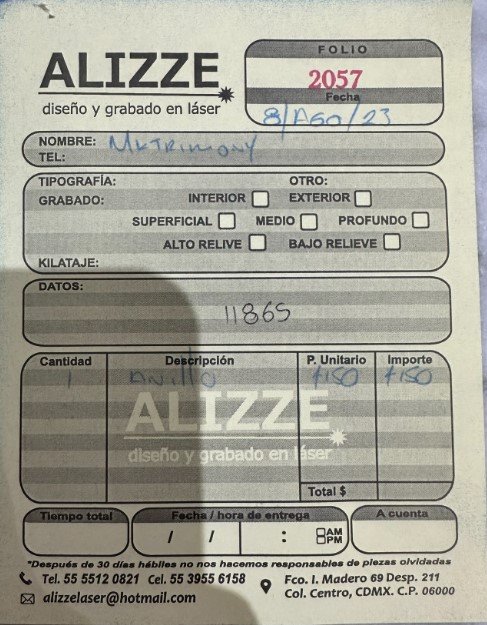 FOLIO
ALIZZE
2057
diseño y grabado en láser
Fecha
8/AGO/23
NOMBRE: MATRIMONY
TEL:
TIPOGRAFÍA: OTRO:
GRABADO: INTERIOR EXTERIOR
SUPERFICIAL MEDIO PROFUNDO
ALTO RELIVE BAJO RELIEVE
KILATAJE:
DATOS:
11865
Cantidad Descripción P. Unitario Importe
1 Anillo $150 $150
ALIZZE
diseño y grabado en láser
Total $
Tiempo total Fecha / hora de entrega A cuenta
/ / : AM
PM
*Después de 30 días hábiles no nos hacemos responsables de piezas olvidadas
Tel. 55 5512 0821 Cel. 55 3955 6158 Fco. I. Madero 69 Desp. 211
alizzelaser@hotmail.com Col. Centro, CDMX. C.P. 06000